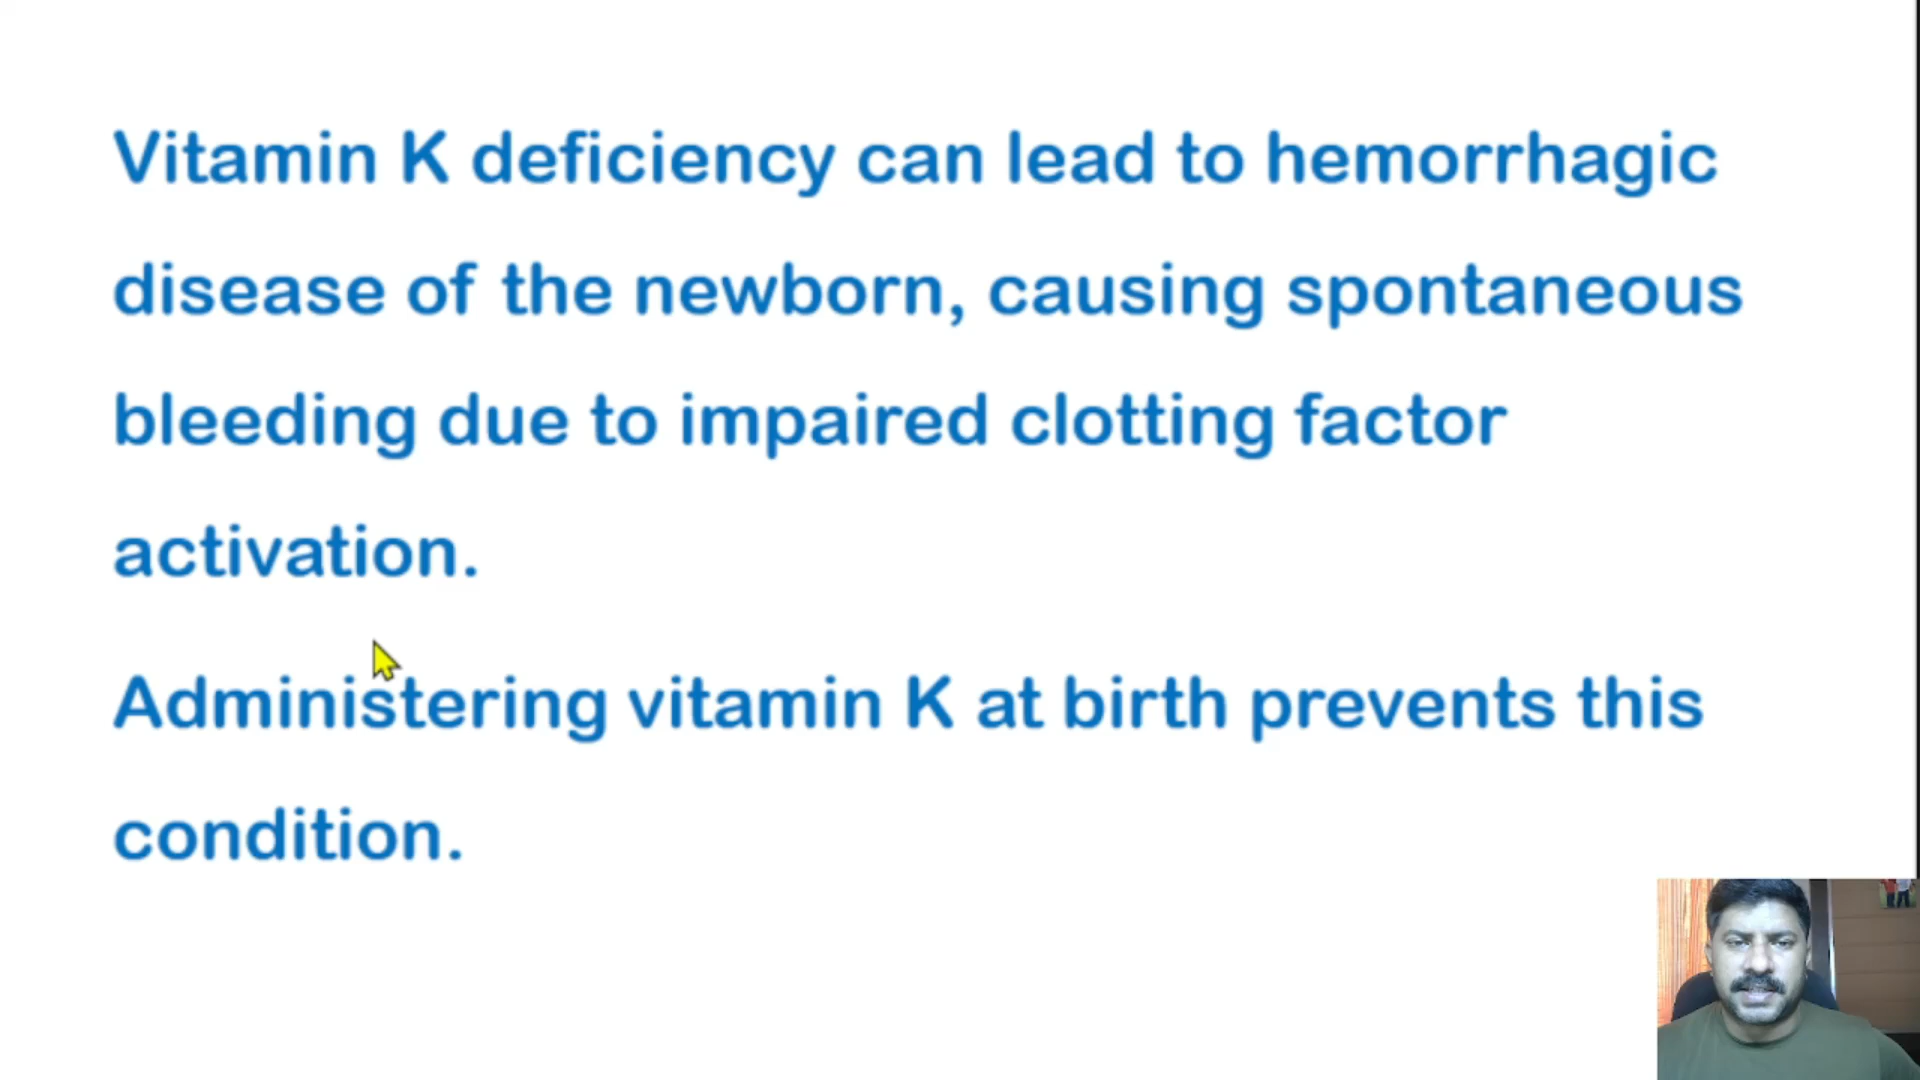 Vitamin K deficiency can lead to hemorrhagic
disease of the newborn, causing spontaneous
bleeding due to impaired clotting factor
activation.
Administering vitamin K at birth prevents this
condition.